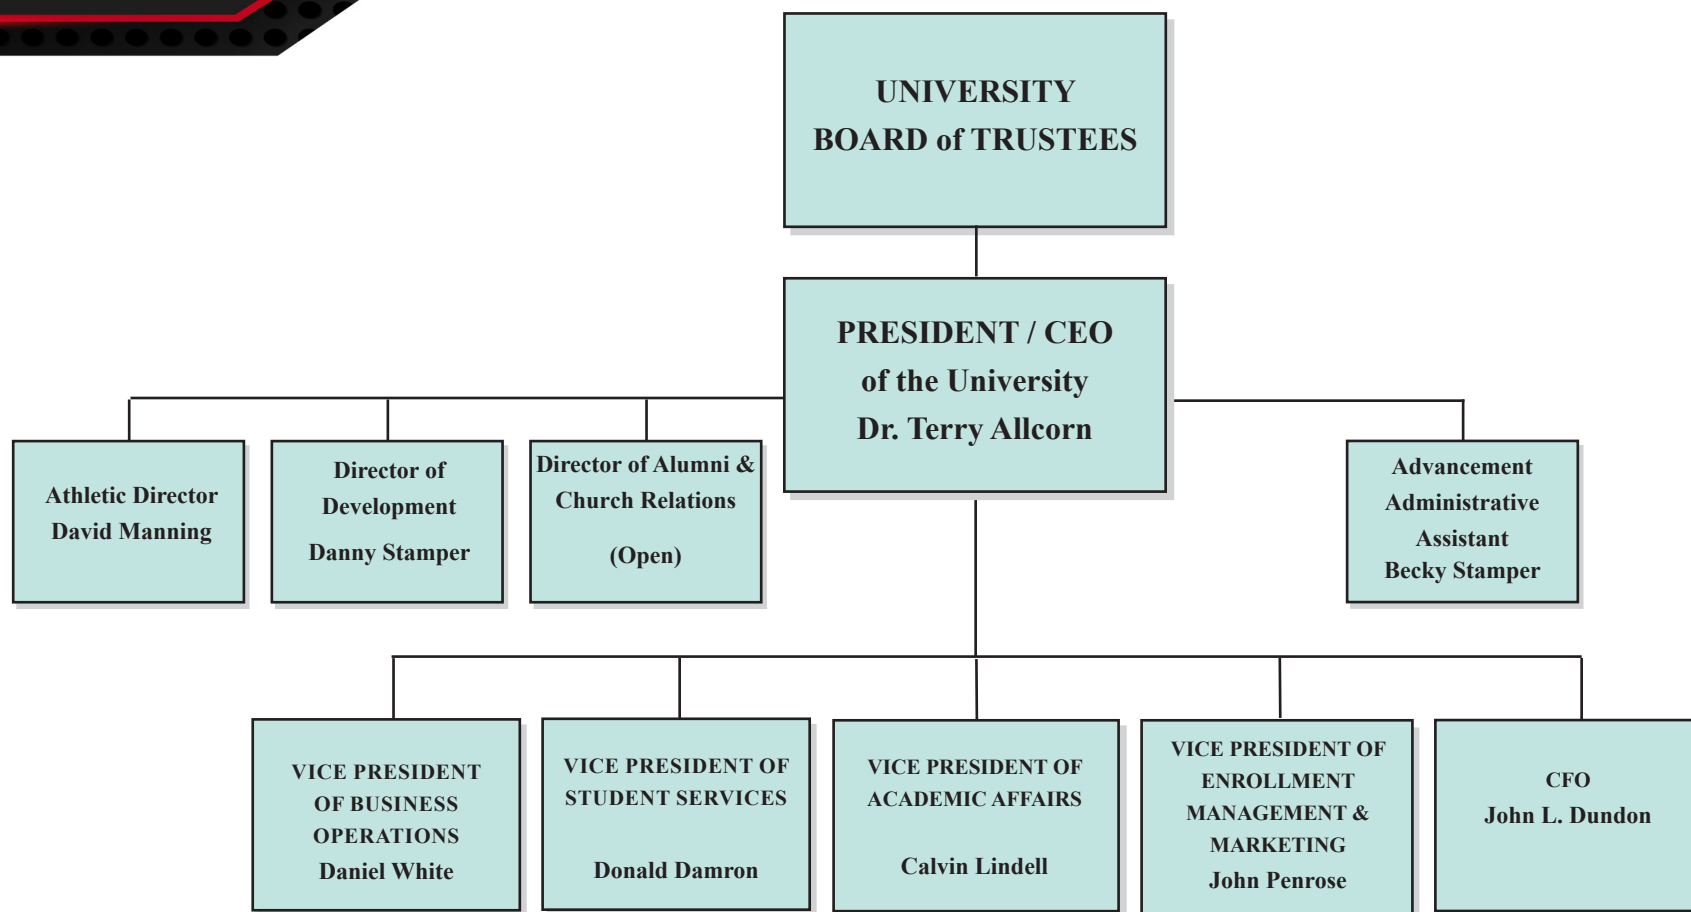 UNIVERSITY
BOARD of TRUSTEES
PRESIDENT / CEO
of the University
Dr. Terry Allcorn
Athletic Director
David Manning
Director of
Development
Danny Stamper
Director of Alumni &
Church Relations
(Open)
Advancement
Administrative
Assistant
Becky Stamper
VICE PRESIDENT
OF BUSINESS
OPERATIONS
Daniel White
VICE PRESIDENT OF
STUDENT SERVICES
Donald Damron
VICE PRESIDENT OF
ACADEMIC AFFAIRS
Calvin Lindell
VICE PRESIDENT OF
ENROLLMENT
MANAGEMENT &
MARKETING
John Penrose
CFO
John L. Dundon